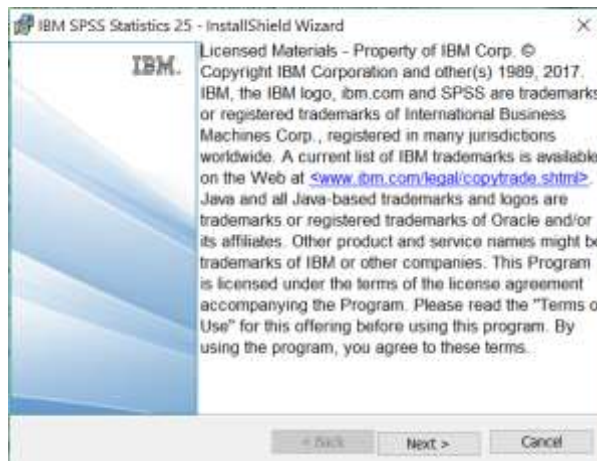 IBM SPSS Statistics 25 - InstallShield Wizard
IBM.
Licensed Materials - Property of IBM Corp. ©
Copyright IBM Corporation and other(s) 1989, 2017.
IBM, the IBM logo, ibm.com and SPSS are trademarks
or registered trademarks of International Business
Machines Corp., registered in many jurisdictions
worldwide. A current list of IBM trademarks is available
on the Web at <www.ibm.com/legal/copytrade.shtml>.
Java and all Java-based trademarks and logos are
trademarks or registered trademarks of Oracle and/or
its affiliates. Other product and service names might be
trademarks of IBM or other companies. This Program
is licensed under the terms of the license agreement
accompanying the Program. Please read the "Terms o
Use" for this offering before using this program. By
using the program, you agree to these terms.
< Back
Next >
Cancel